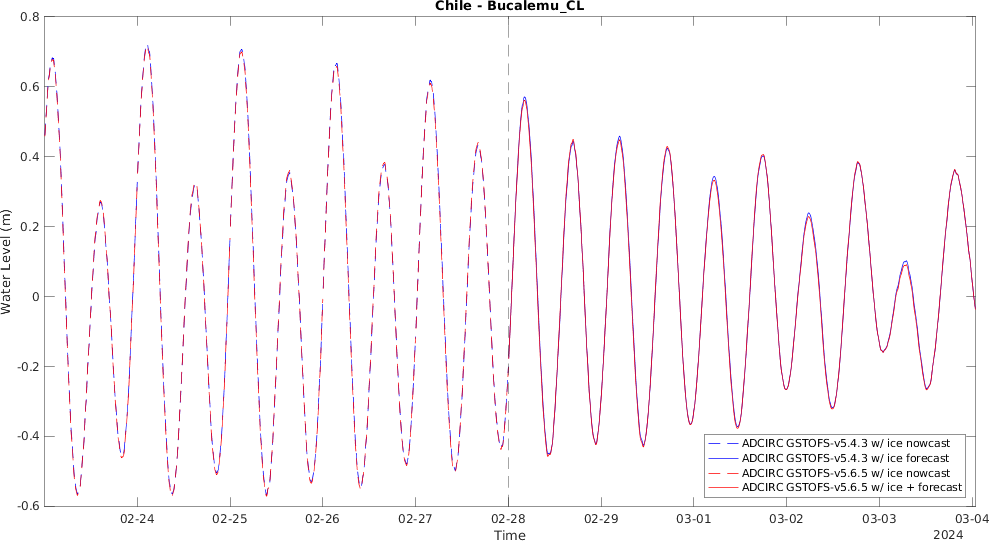 Chile - Bucalemu_CL
Water Level (m)
0.8
0.6
0.4
0.2
0
-0.2
-0.4
-0.6
ADCIRC GSTOFS-v5.4.3 w/ ice nowcast
ADCIRC GSTOFS-v5.4.3 w/ ice forecast
ADCIRC GSTOFS-v5.6.5 w/ ice nowcast
ADCIRC GSTOFS-v5.6.5 w/ ice + forecast
02-24 02-25 02-26 02-27 02-28 02-29 03-01 03-02 03-03 03-04
Time
2024